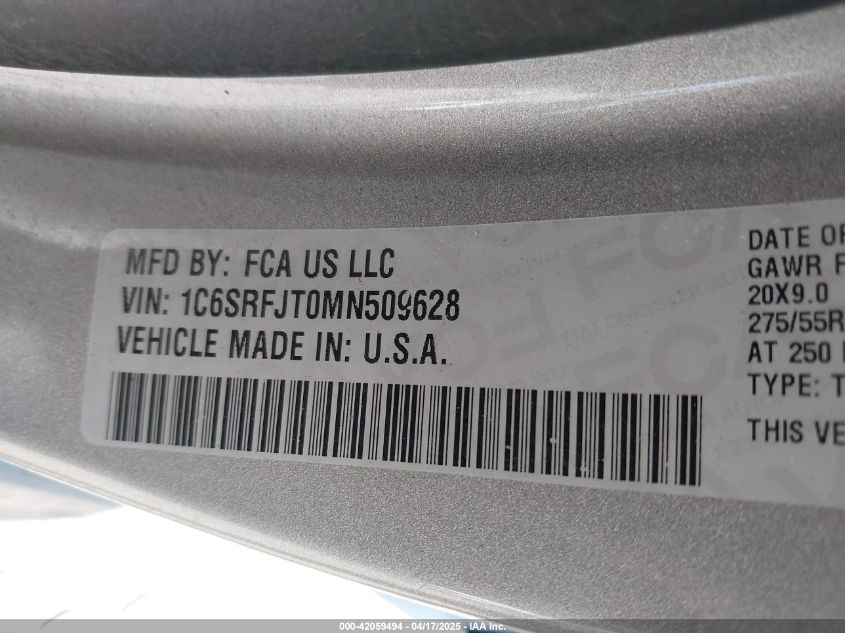 MFD BY: FCA US LLC
VIN: 1C6SRFJT0MN509628
VEHICLE MADE IN: U.S.A.
DATE OF
GAWR F
20X9.0
275/55R
AT 250
TYPE: T
THIS VE
000-42059494 - 04/17/2025 - IAA Inc.